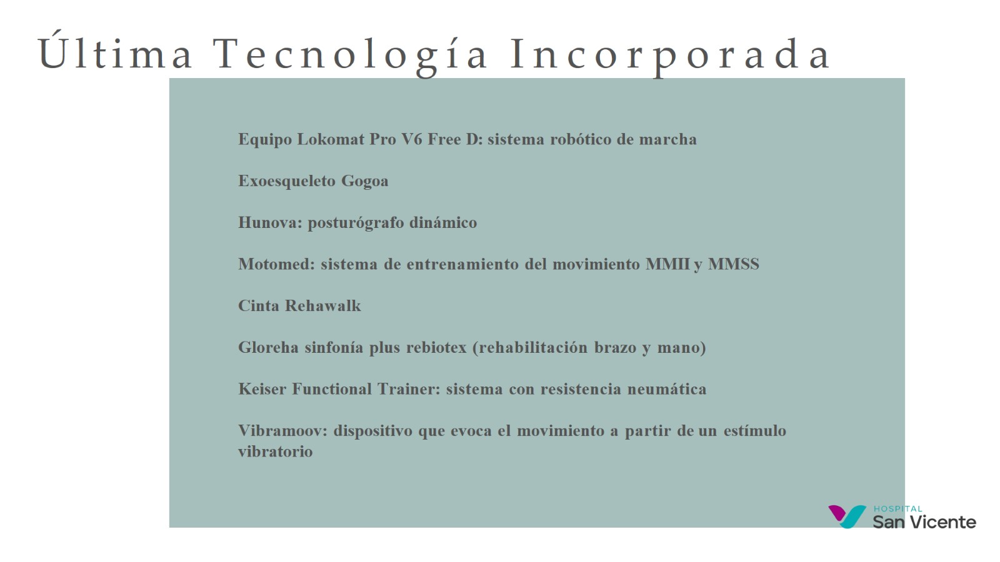 Última Tecnología Incorporada
Equipo Lokomat Pro V6 Free D: sistema robótico de marcha
Exoesqueleto Gogoa
Hunova: posturógrafo dinámico
Motomed: sistema de entrenamiento del movimiento MMII y MMSS
Cinta Rehawalk
Gloreha sinfonía plus rebiotex (rehabilitación brazo y mano)
Keiser Functional Trainer: sistema con resistencia neumática
Vibramoov: dispositivo que evoca el movimiento a partir de un estímulo
vibratorio
HOSPITAL
San Vicente